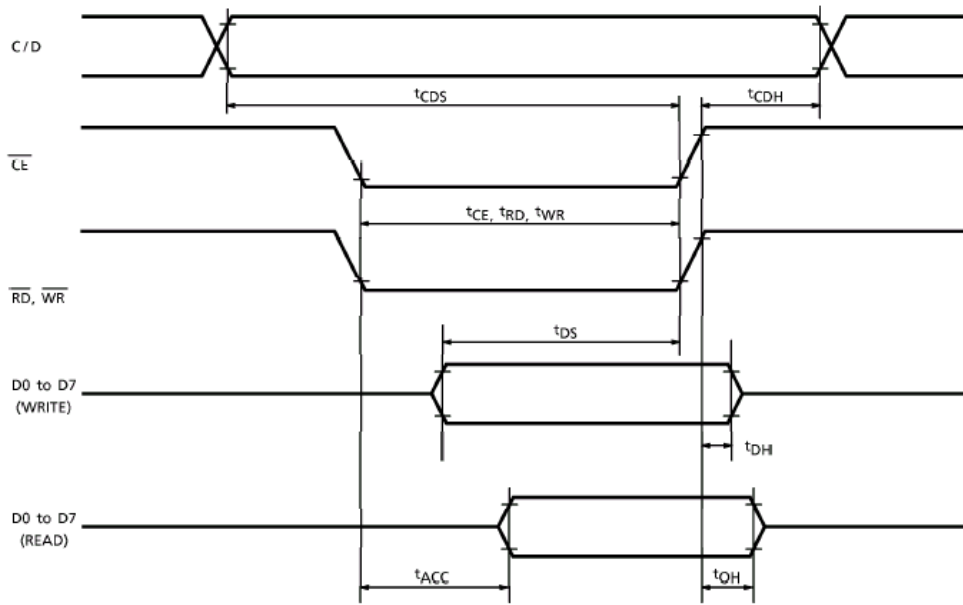 C/D
tCDS
tCDH
CE
tCE, tRD, tWR
RD, WR
tDS
D0 to D7
(WRITE)
tDH
D0 to D7
(READ)
tACC
tOH